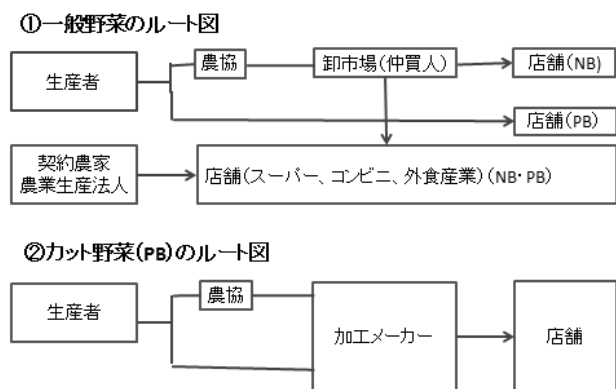 ①一般野菜のルート図
生産者
農協
卸市場(仲買人)
店舗(NB)
店舗(PB)
契約農家
農業生産法人
店舗(スーパー、コンビニ、外食産業)(NB・PB)
②カット野菜(PB)のルート図
生産者
農協
加工メーカー
店舗